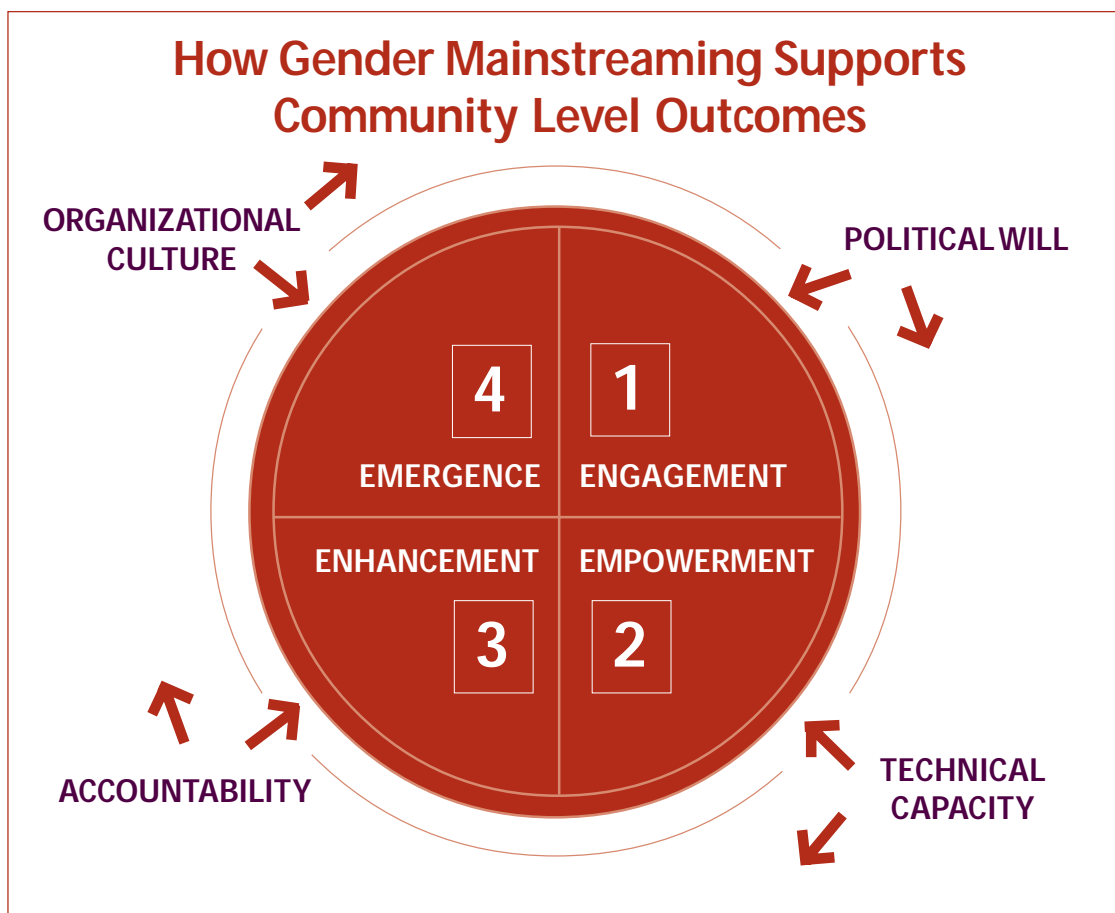 How Gender Mainstreaming Supports
Community Level Outcomes
ORGANIZATIONAL
CULTURE
POLITICAL WILL
4
EMERGENCE
1
ENGAGEMENT
ENHANCEMENT
3
EMPOWERMENT
2
ACCOUNTABILITY
TECHNICAL
CAPACITY